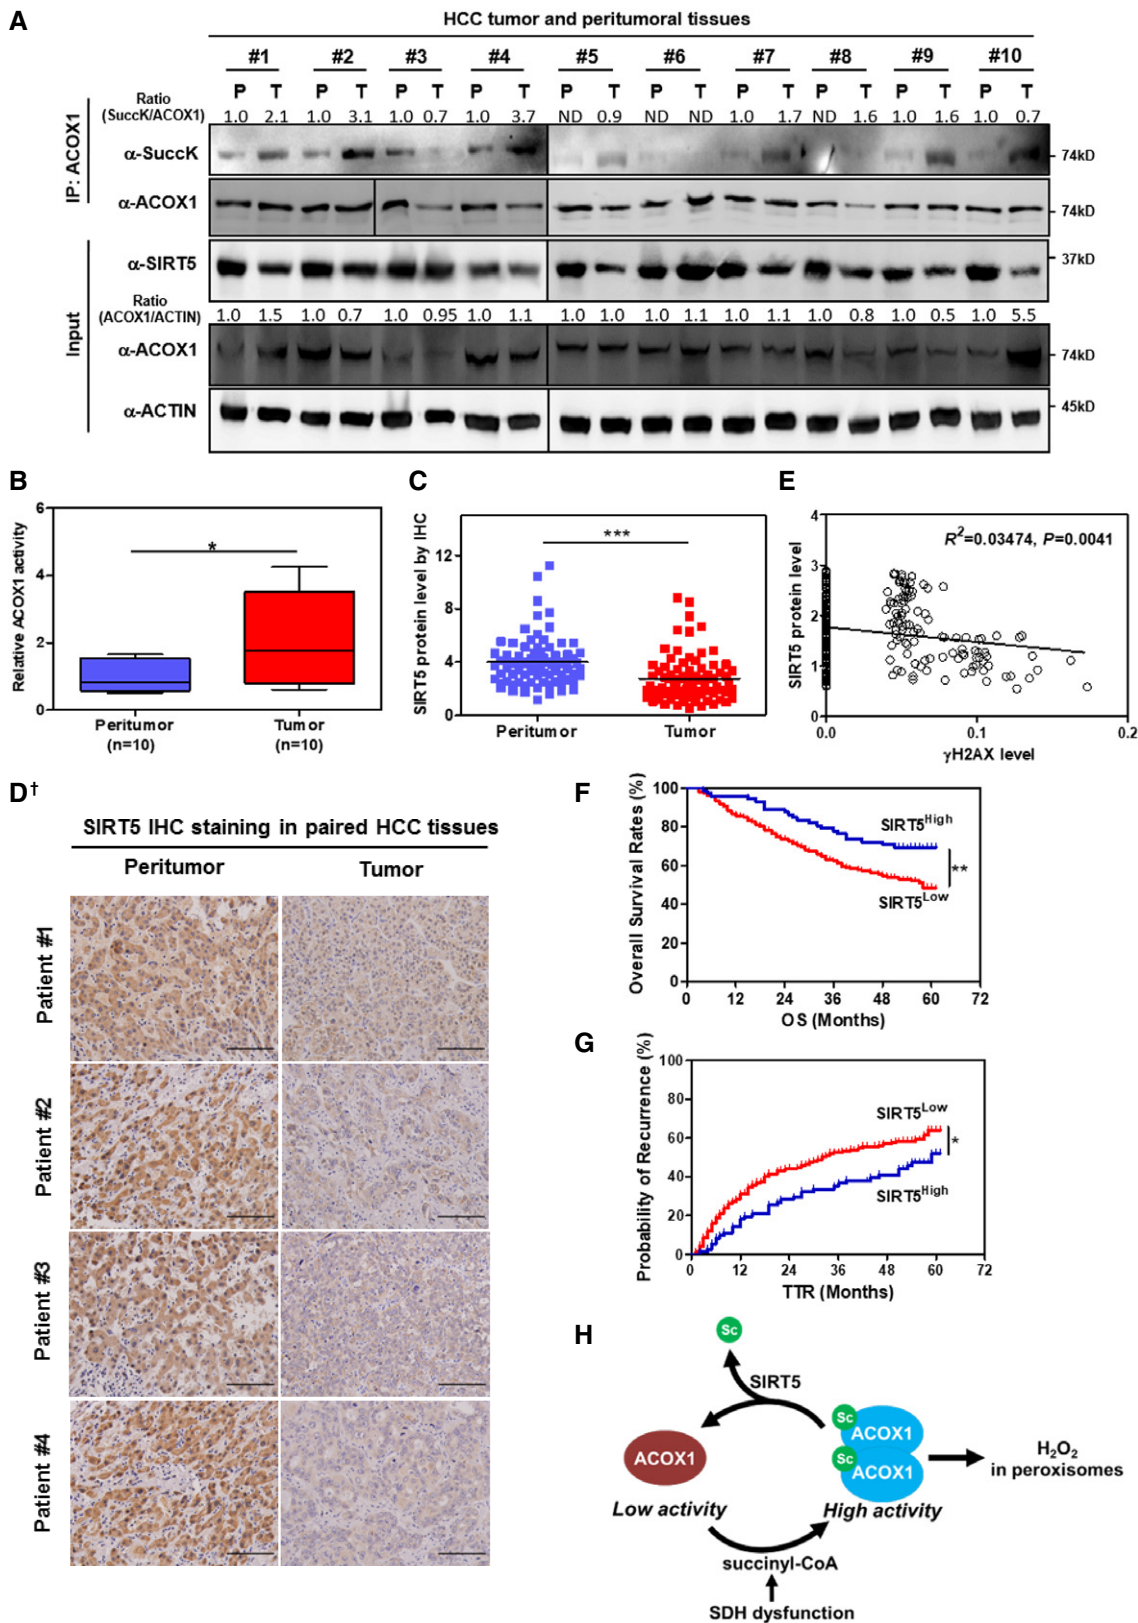 A
HCC tumor and peritumoral tissues
#1 #2 #3 #4 #5 #6 #7 #8 #9 #10
P T P T P T P T P T P T P T P T P T P T
Ratio
(SuccK/ACOX1)
1.0 2.1 1.0 3.1 1.0 0.7 1.0 3.7 ND 0.9 ND ND 1.0 1.7 ND 1.6 1.0 1.6 1.0 0.7
IP: ACOX1
α-SuccK
74kD
α-ACOX1
74kD
Input
α-SIRT5
37kD
Ratio
(ACOX1/ACTIN)
1.0 1.5 1.0 0.7 1.0 0.95 1.0 1.1 1.0 1.0 1.0 1.1 1.0 1.1 1.0 0.8 1.0 0.5 1.0 5.5
α-ACOX1
74kD
α-ACTIN
45kD
B
Relative ACOX1 activity
6
4
2
0
*
Peritumor
(n=10)
Tumor
(n=10)
C
SIRT5 protein level by IHC
12
8
4
0
***
Peritumor Tumor
E
SIRT5 protein level
4
3
2
1
0
R²=0.03474, P=0.0041
0.0 0.1 0.2
γH2AX level
D†
SIRT5 IHC staining in paired HCC tissues
Peritumor Tumor
Patient #1
Patient #2
Patient #3
Patient #4
F
Overall Survival Rates (%)
100
80
60
40
20
0
SIRT5High
**
SIRT5Low
0 12 24 36 48 60 72
OS (Months)
G
Probability of Recurrence (%)
100
80
60
40
20
0
SIRT5Low
*
SIRT5High
0 12 24 36 48 60 72
TTR (Months)
H
Sc
SIRT5
Sc
ACOX1
ACOX1
Sc
ACOX1
H₂O₂
in peroxisomes
Low activity
High activity
succinyl-CoA
SDH dysfunction